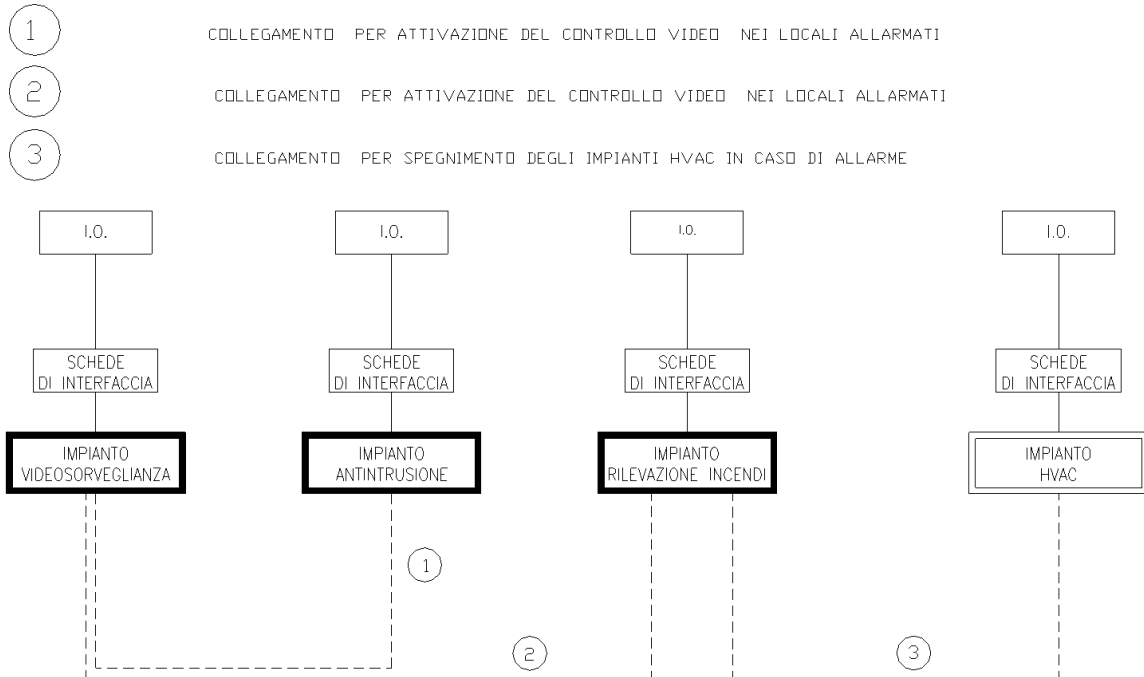 1 COLLEGAMENTO PER ATTIVAZIONE DEL CONTROLLO VIDEO NEI LOCALI ALLARMATI
2 COLLEGAMENTO PER ATTIVAZIONE DEL CONTROLLO VIDEO NEI LOCALI ALLARMATI
3 COLLEGAMENTO PER SPEGNIMENTO DEGLI IMPIANTI HVAC IN CASO DI ALLARME
I.O.
I.O.
I.O.
I.O.
SCHEDE
DI INTERFACCIA
SCHEDE
DI INTERFACCIA
SCHEDE
DI INTERFACCIA
SCHEDE
DI INTERFACCIA
IMPIANTO
VIDEOSORVEGLIANZA
IMPIANTO
ANTINTRUSIONE
IMPIANTO
RILEVAZIONE INCENDI
IMPIANTO
HVAC
1
2
3